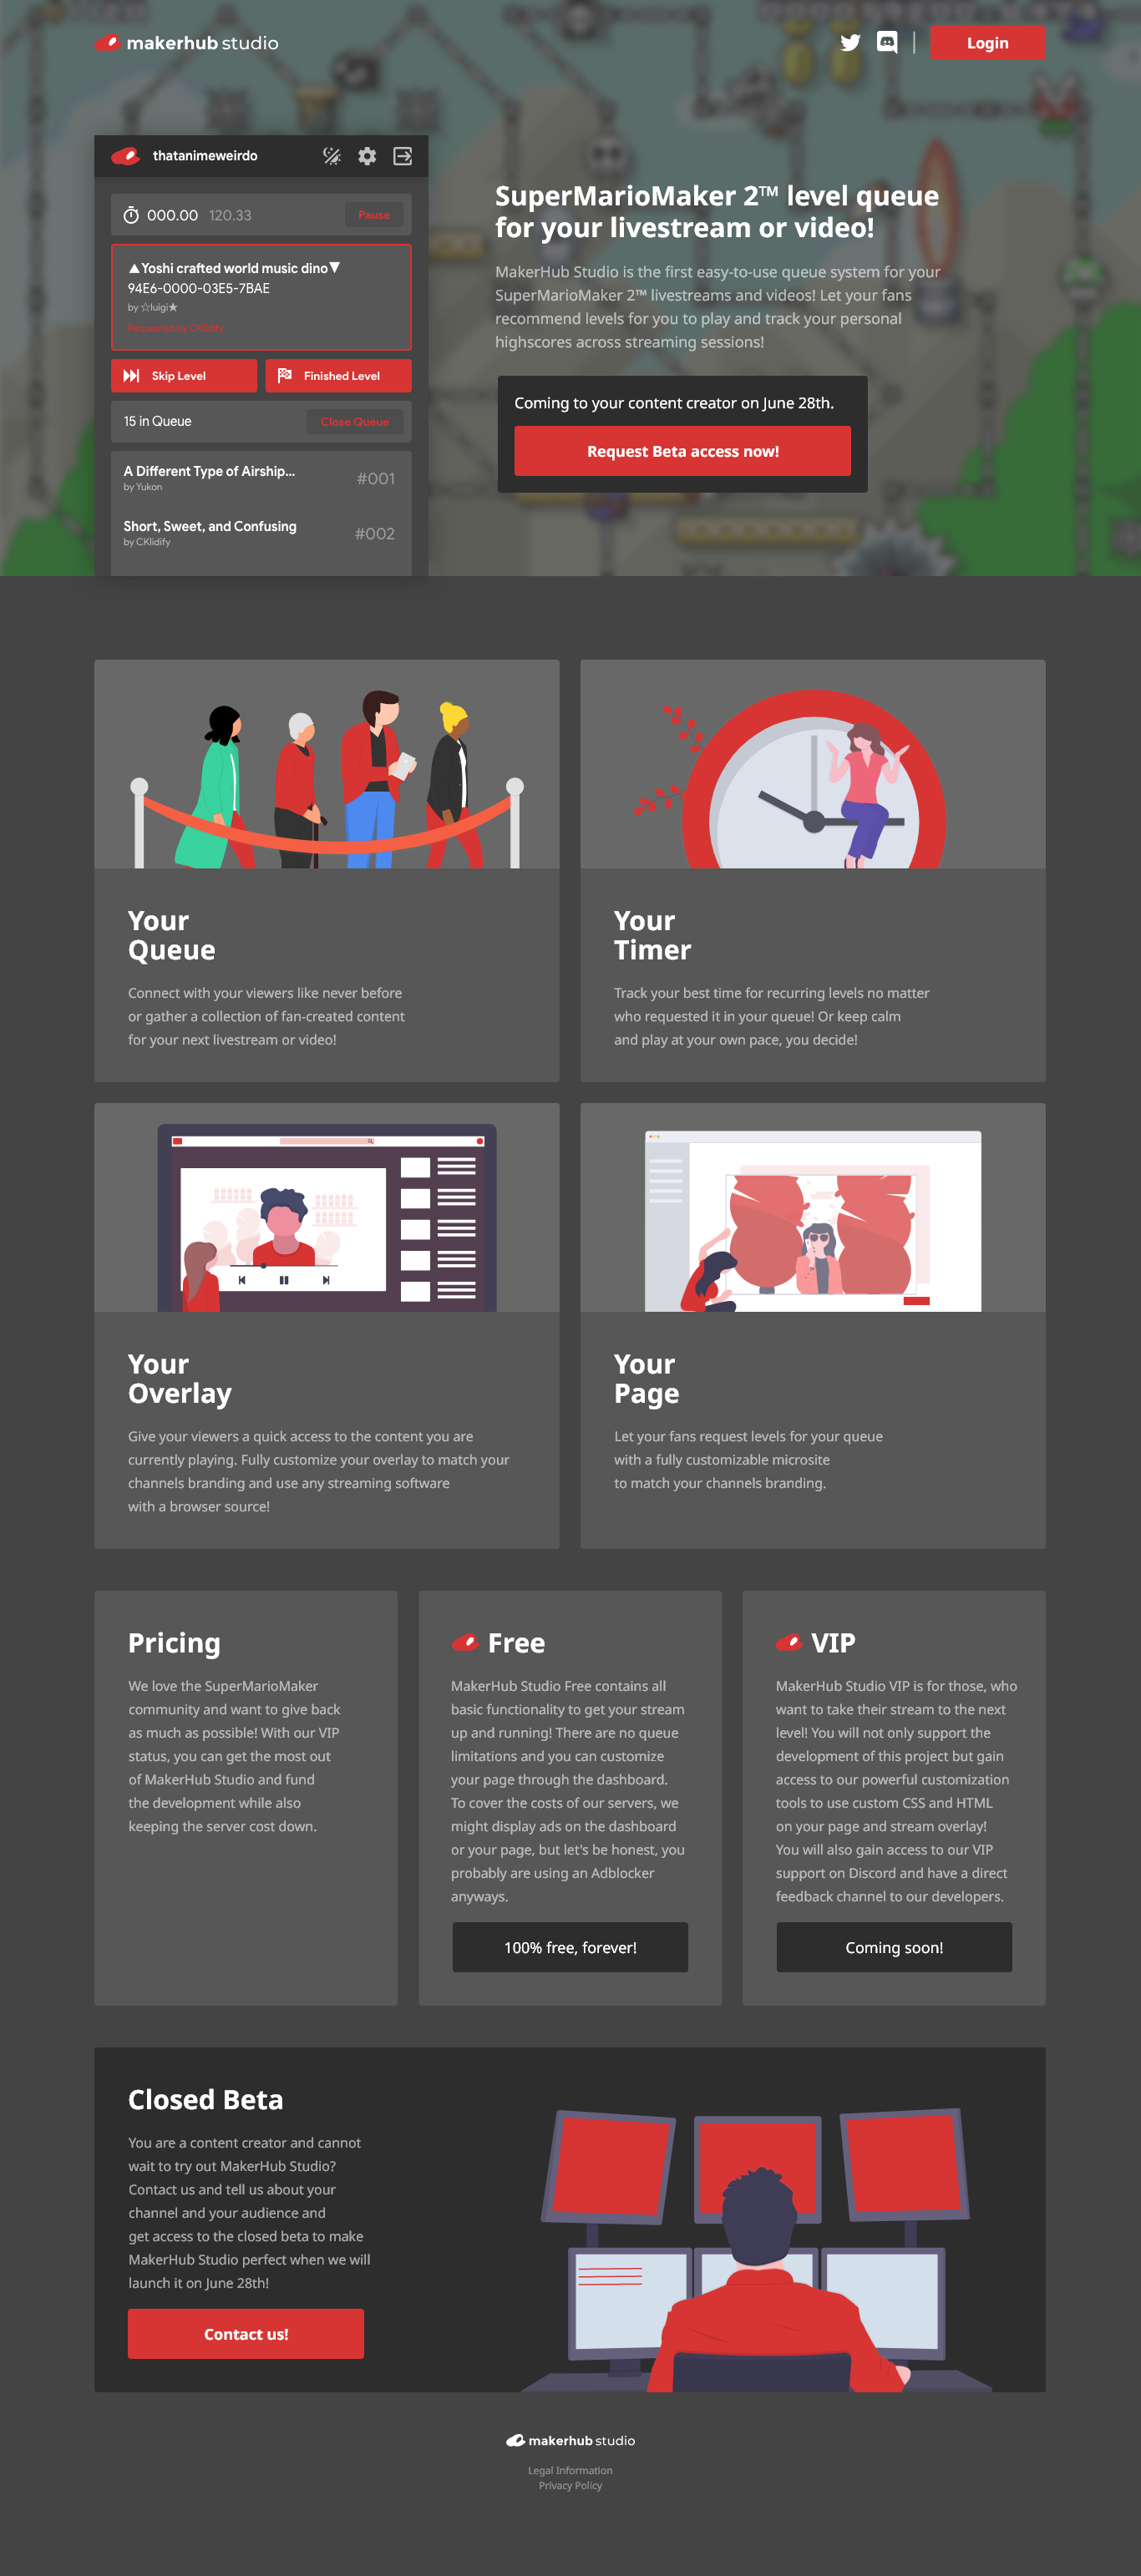 makerhub studio
Login
thatanimeweirdo
000.00 120.33
Pause
▲Yoshi crafted world music dino▼
94E6-0000-03E5-7BAE
by ☆luigi★
Requested by CKlidify
Skip Level
Finished Level
15 in Queue
Close Queue
A Different Type of Airship...
by Yukon
#001
Short, Sweet, and Confusing
by CKlidify
#002
SuperMarioMaker 2™ level queue
for your livestream or video!
MakerHub Studio is the first easy-to-use queue system for your
SuperMarioMaker 2™ livestreams and videos! Let your fans
recommend levels for you to play and track your personal
highscores across streaming sessions!
Coming to your content creator on June 28th.
Request Beta access now!
Your
Queue
Connect with your viewers like never before
or gather a collection of fan-created content
for your next livestream or video!
Your
Timer
Track your best time for recurring levels no matter
who requested it in your queue! Or keep calm
and play at your own pace, you decide!
Your
Overlay
Give your viewers a quick access to the content you are
currently playing. Fully customize your overlay to match your
channels branding and use any streaming software
with a browser source!
Your
Page
Let your fans request levels for your queue
with a fully customizable microsite
to match your channels branding.
Pricing
We love the SuperMarioMaker
community and want to give back
as much as possible! With our VIP
status, you can get the most out
of MakerHub Studio and fund
the development while also
keeping the server cost down.
Free
MakerHub Studio Free contains all
basic functionality to get your stream
up and running! There are no queue
limitations and you can customize
your page through the dashboard.
To cover the costs of our servers, we
might display ads on the dashboard
or your page, but let's be honest, you
probably are using an Adblocker
anyways.
100% free, forever!
VIP
MakerHub Studio VIP is for those, who
want to take their stream to the next
level! You will not only support the
development of this project but gain
access to our powerful customization
tools to use custom CSS and HTML
on your page and stream overlay!
You will also gain access to our VIP
support on Discord and have a direct
feedback channel to our developers.
Coming soon!
Closed Beta
You are a content creator and cannot
wait to try out MakerHub Studio?
Contact us and tell us about your
channel and your audience and
get access to the closed beta to make
MakerHub Studio perfect when we will
launch it on June 28th!
Contact us!
makerhub studio
Legal Information
Privacy Policy